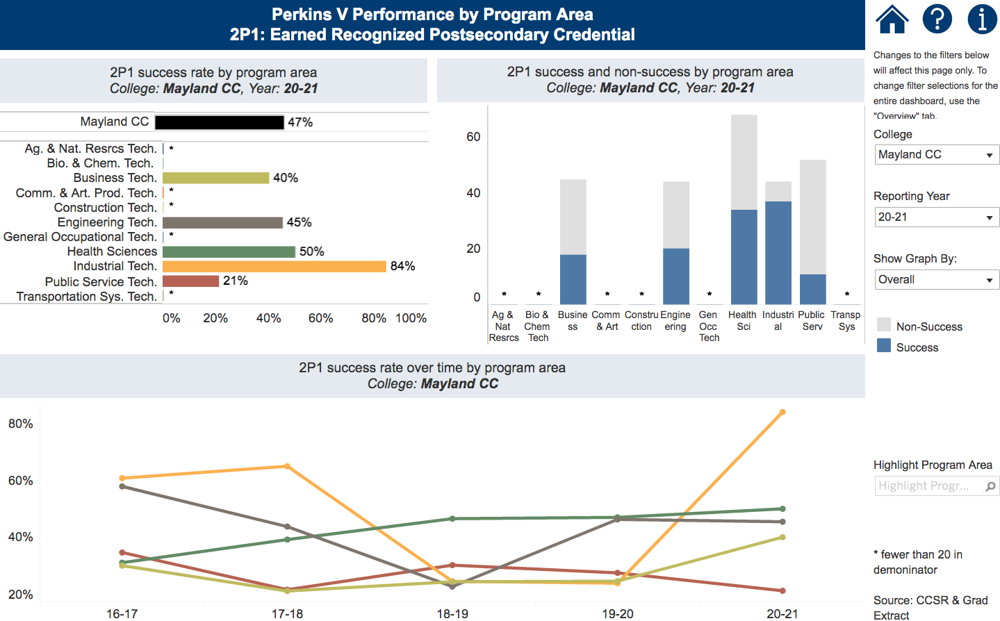 Perkins V Performance by Program Area
2P1: Earned Recognized Postsecondary Credential
Changes to the filters below
will affect this page only. To
change filter selections for the
entire dashboard, use the
"Overview" tab.
2P1 success rate by program area
College: Mayland CC, Year: 20-21
Mayland CC 47%
Ag. & Nat. Resrcs Tech. *
Bio. & Chem. Tech.
Business Tech. 40%
Comm. & Art. Prod. Tech. *
Construction Tech. *
Engineering Tech. 45%
General Occupational Tech. *
Health Sciences 50%
Industrial Tech. 84%
Public Service Tech. 21%
Transportation Sys. Tech. *
0% 20% 40% 60% 80% 100%
2P1 success and non-success by program area
College: Mayland CC, Year: 20-21
60
40
20
0
* * * * * *
Ag & Nat Resrcs
Bio & Chem Tech
Busine ss
Comm & Art
Constru ction
Engine ering
Gen Occ Tech
Health Sci
Industri al
Public Serv
Transp Sys
College
Mayland CC
Reporting Year
20-21
Show Graph By:
Overall
Non-Success
Success
2P1 success rate over time by program area
College: Mayland CC
80%
60%
40%
20%
16-17 17-18 18-19 19-20 20-21
Highlight Program Area
Highlight Progr...
* fewer than 20 in
demoninator
Source: CCSR & Grad
Extract